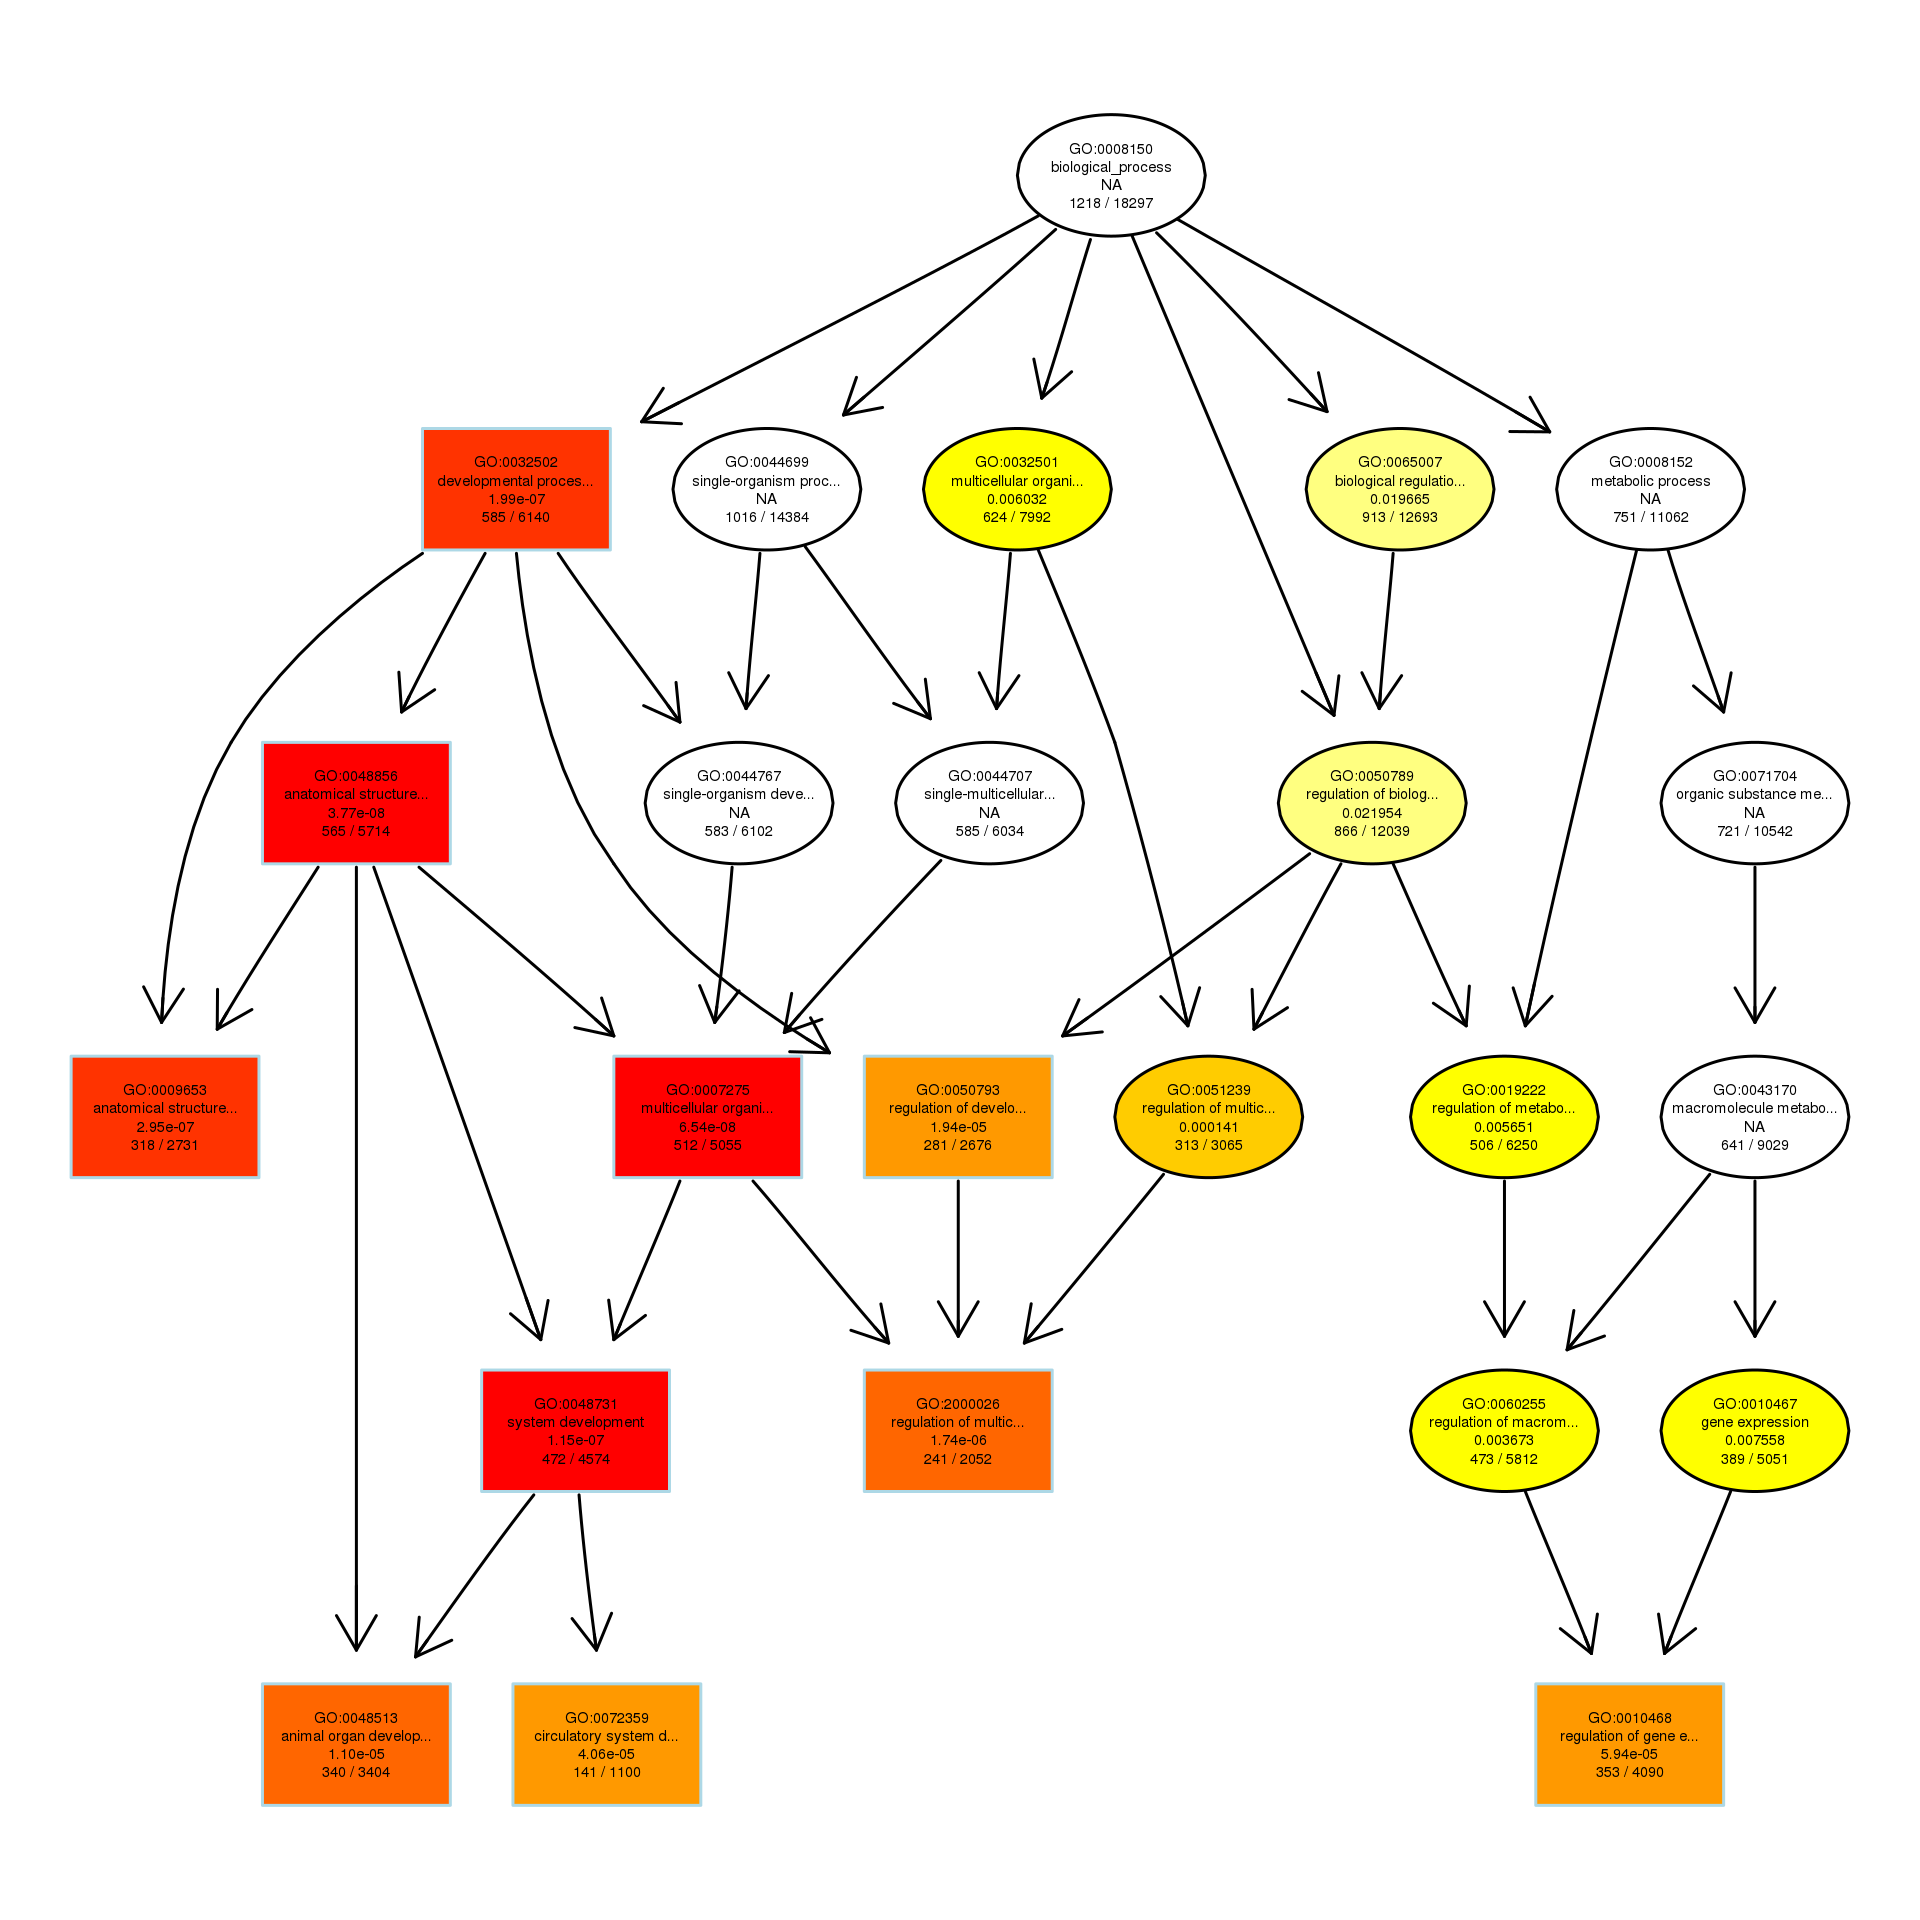 GO:0008150
biological_process
NA
1218 / 18297
GO:0032502
developmental proces...
1.99e-07
585 / 6140
GO:0044699
single-organism proc...
NA
1016 / 14384
GO:0032501
multicellular organi...
0.006032
624 / 7992
GO:0065007
biological regulatio...
0.019665
913 / 12693
GO:0008152
metabolic process
NA
751 / 11062
GO:0048856
anatomical structure...
3.77e-08
565 / 5714
GO:0044767
single-organism deve...
NA
583 / 6102
GO:0044707
single-multicellular...
NA
585 / 6034
GO:0050789
regulation of biolog...
0.021954
866 / 12039
GO:0071704
organic substance me...
NA
721 / 10542
GO:0009653
anatomical structure...
2.95e-07
318 / 2731
GO:0007275
multicellular organi...
6.54e-08
512 / 5055
GO:0050793
regulation of develo...
1.94e-05
281 / 2676
GO:0051239
regulation of multic...
0.000141
313 / 3065
GO:0019222
regulation of metabo...
0.005651
506 / 6250
GO:0043170
macromolecule metabo...
NA
641 / 9029
GO:0048731
system development
1.15e-07
472 / 4574
GO:2000026
regulation of multic...
1.74e-06
241 / 2052
GO:0060255
regulation of macrom...
0.003673
473 / 5812
GO:0010467
gene expression
0.007558
389 / 5051
GO:0048513
animal organ develop...
1.10e-05
340 / 3404
GO:0072359
circulatory system d...
4.06e-05
141 / 1100
GO:0010468
regulation of gene e...
5.94e-05
353 / 4090